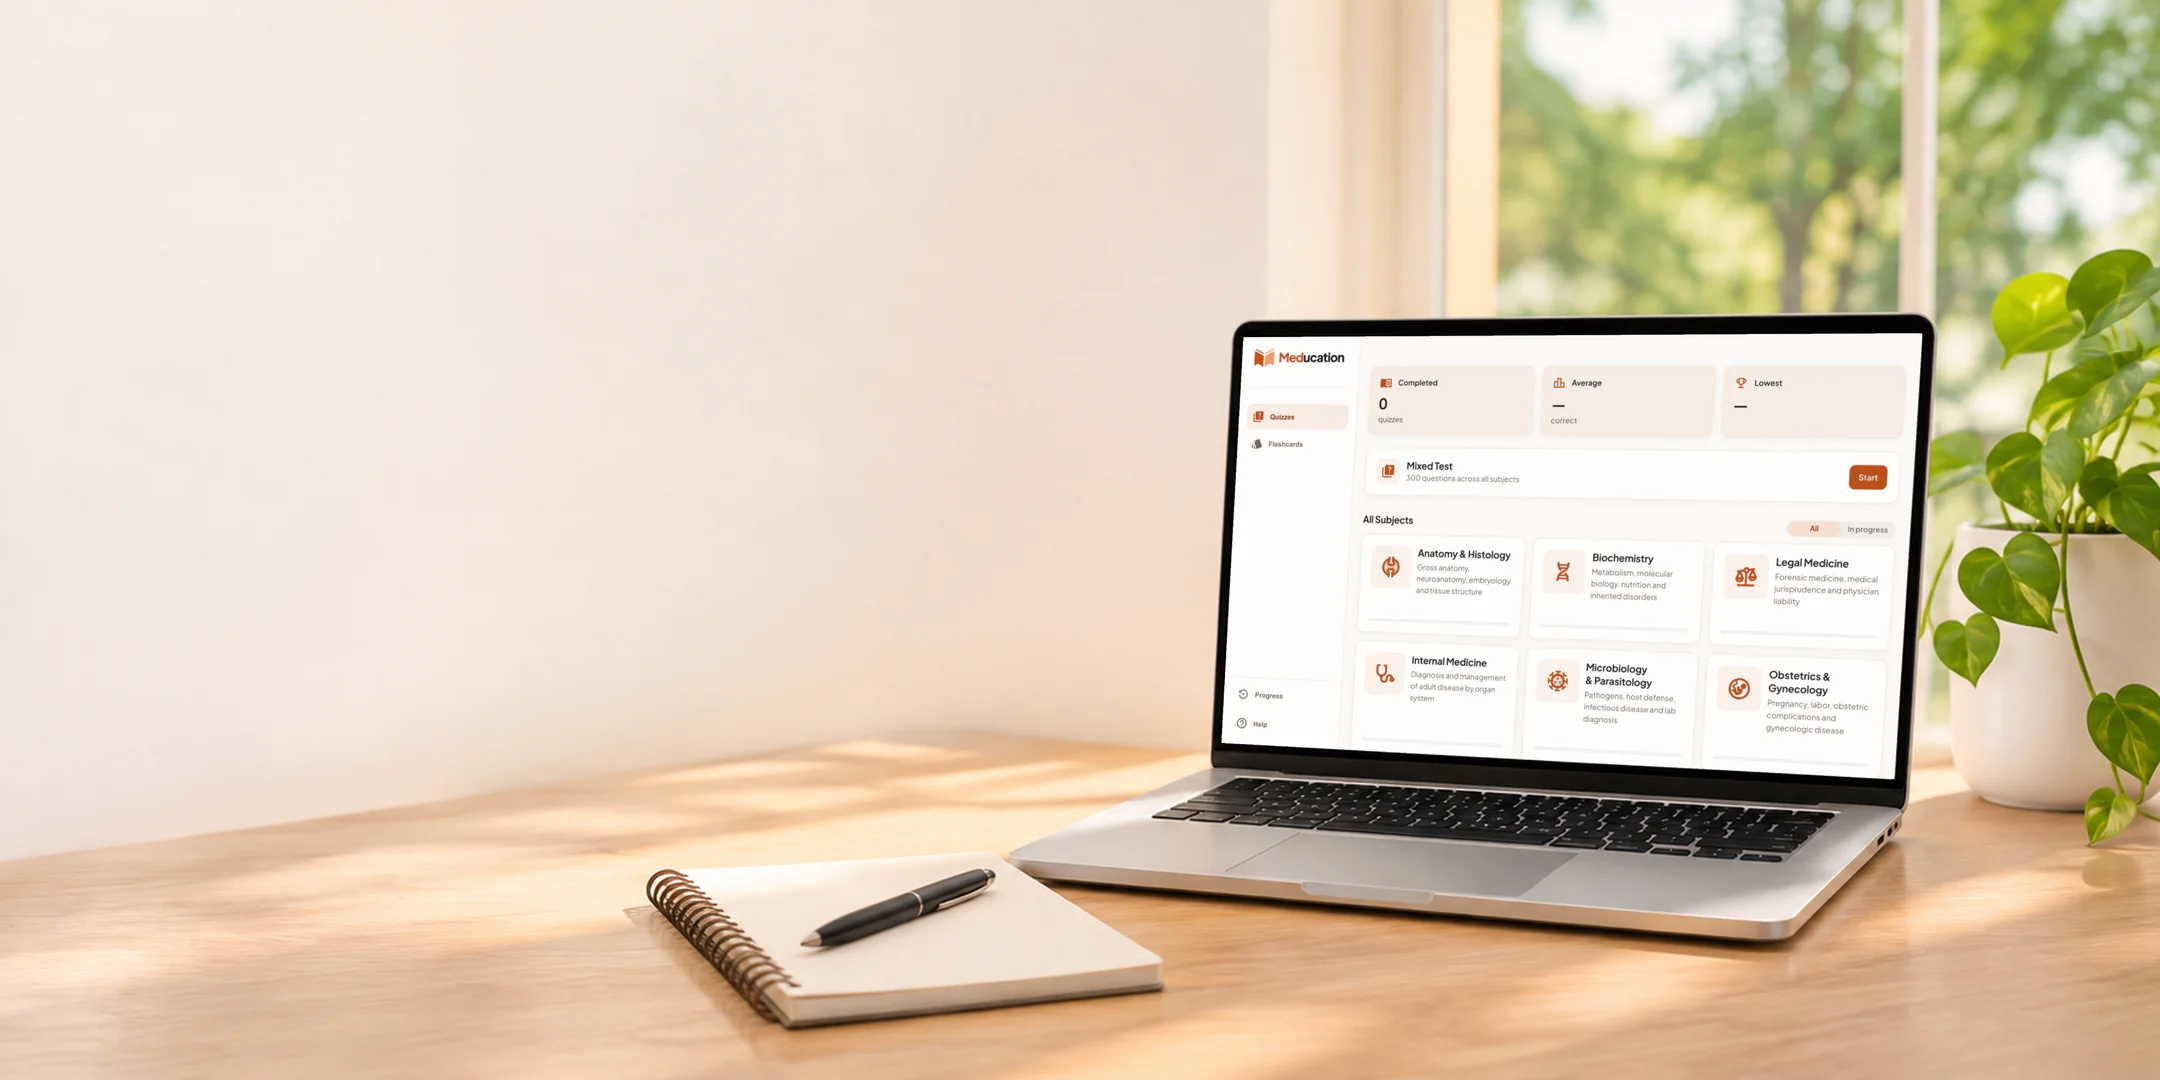 Meducation
Quizzes
Flashcards
Progress
Help
Completed
0
quizzes
Average
—
correct
Lowest
—
Mixed Test
300 questions across all subjects
Start
All Subjects
All
In progress
Anatomy & Histology
Gross anatomy,
neuroanatomy, embryology
and tissue structure
Biochemistry
Metabolism, molecular
biology, nutrition and
inherited disorders
Legal Medicine
Forensic medicine, medical
jurisprudence and physician
liability
Internal Medicine
Diagnosis and management
of adult disease by organ
system
Microbiology
& Parasitology
Pathogens, host defense,
infectious disease and lab
diagnosis
Obstetrics &
Gynecology
Pregnancy, labor, obstetric
complications and
gynecologic disease